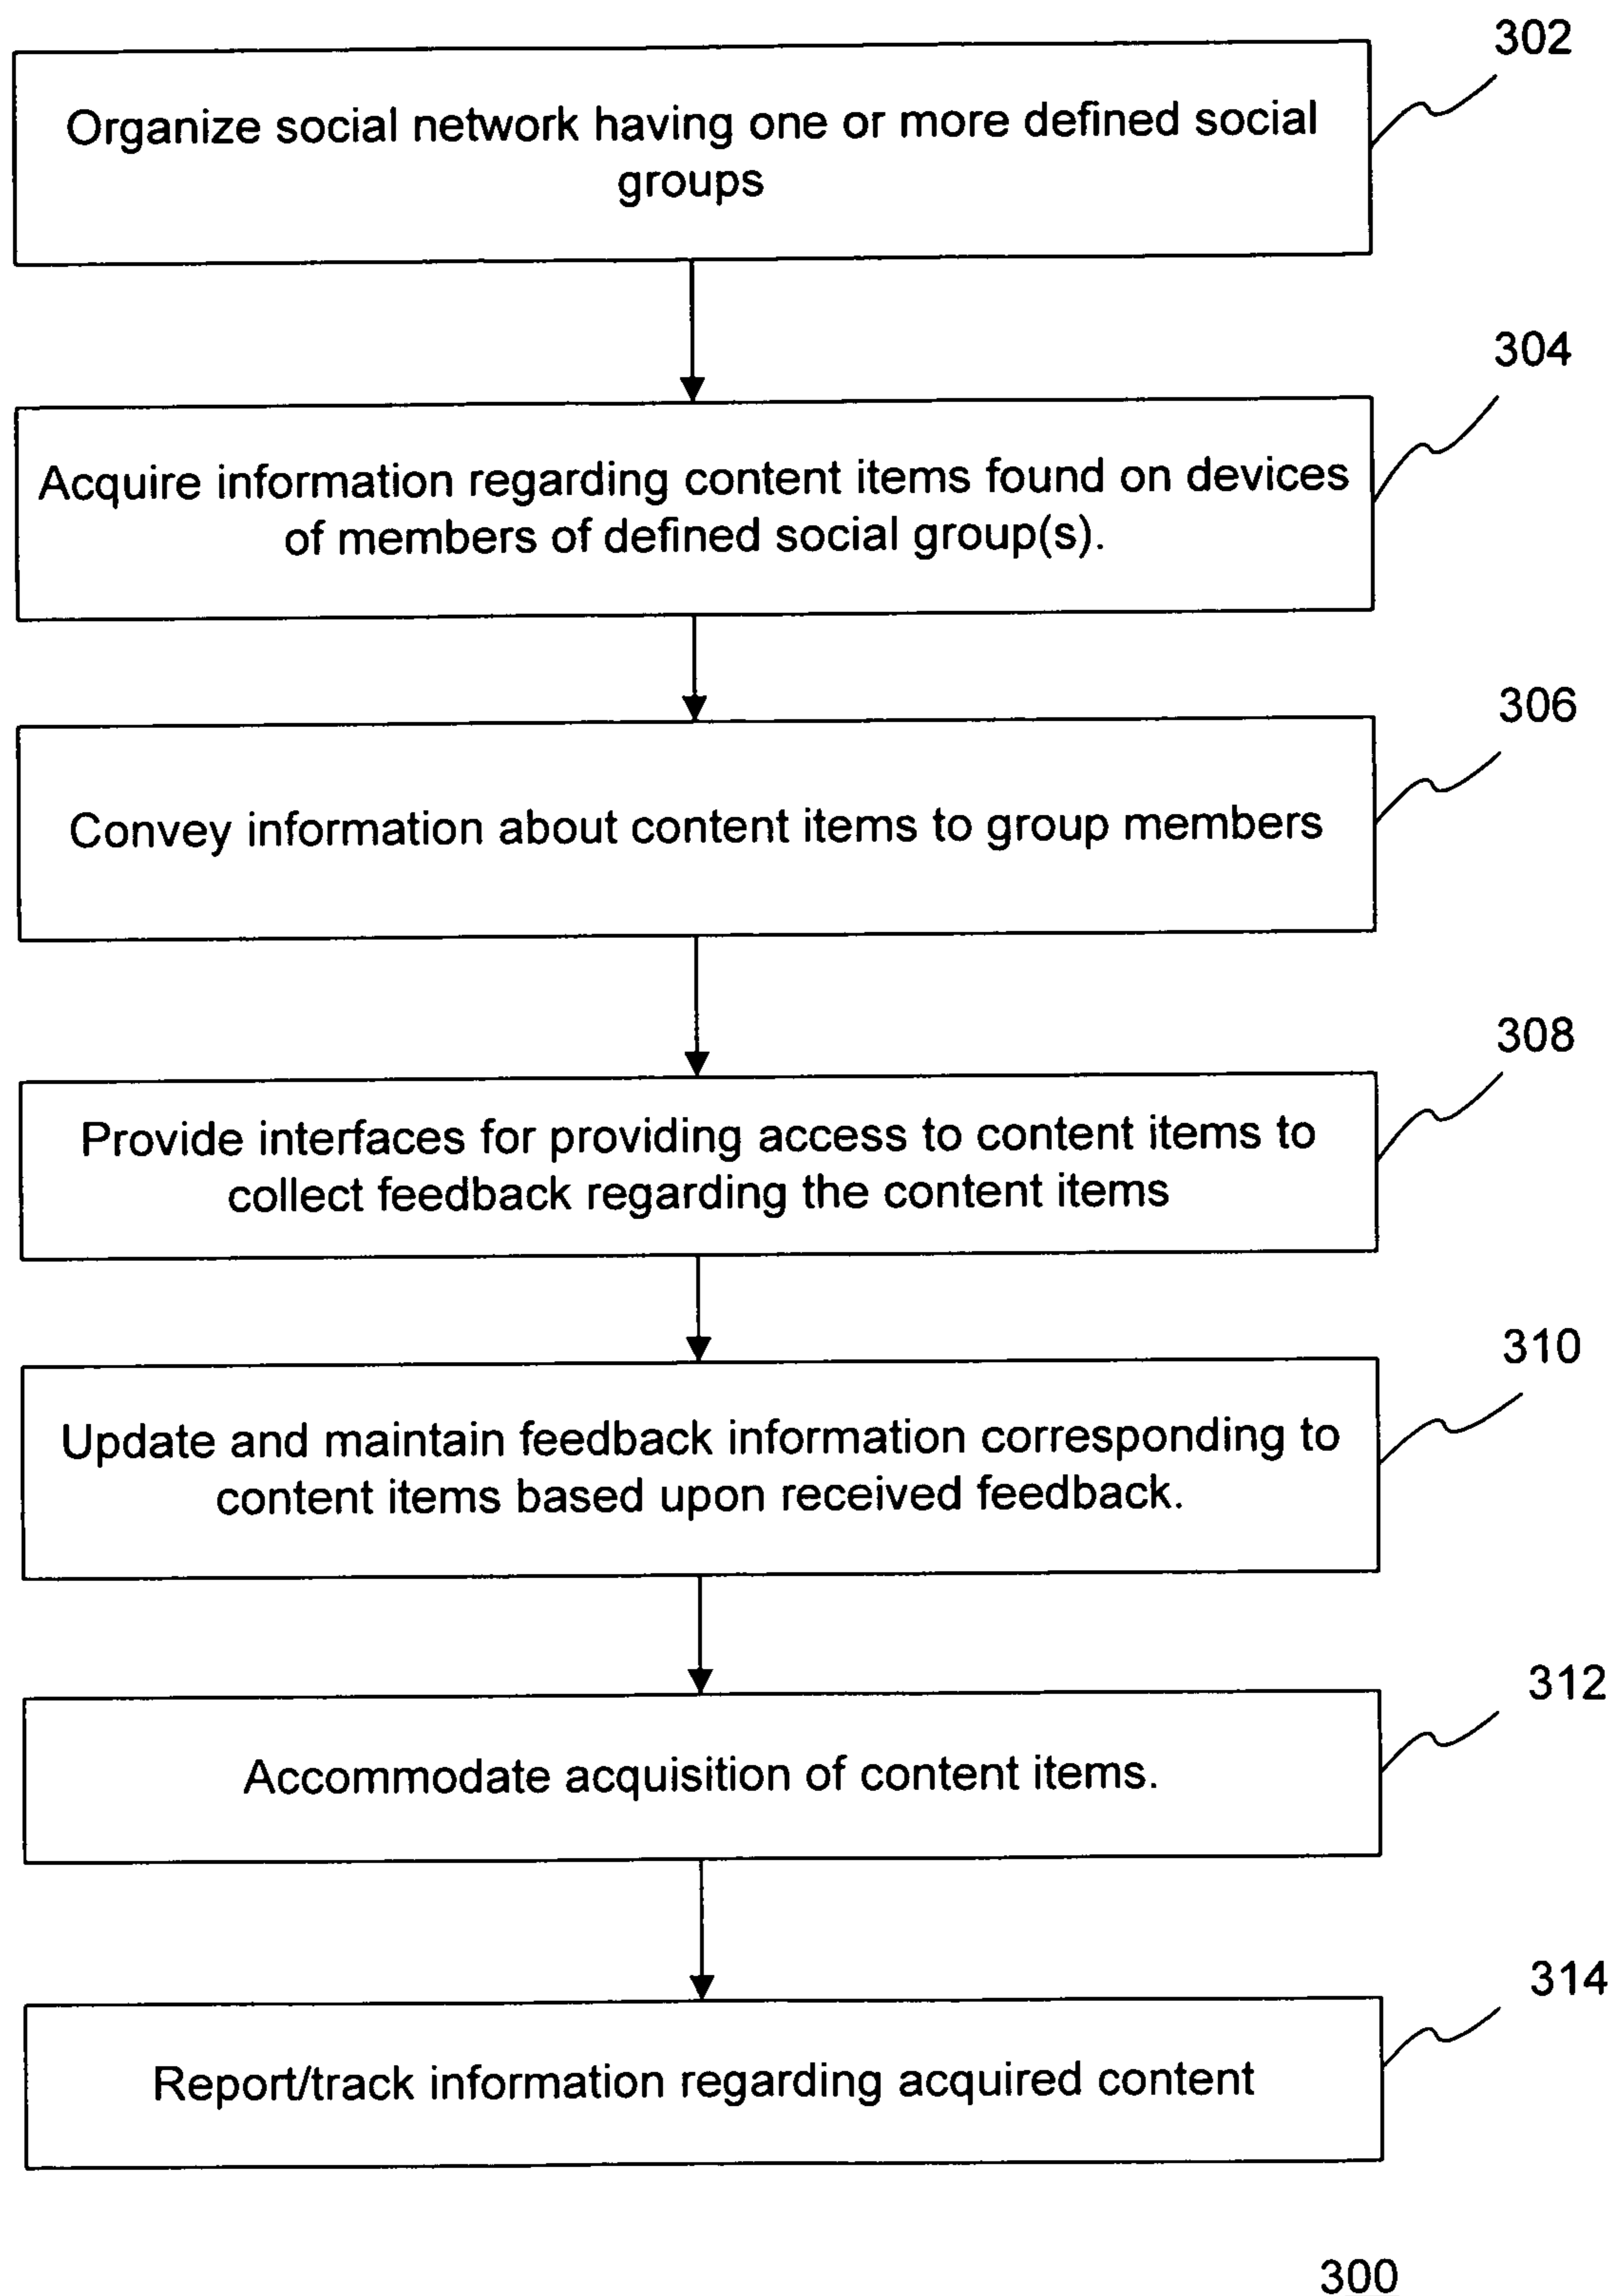 302
Organize social network having one or more defined social
groups
304
Acquire information regarding content items found on devices
of members of defined social group(s).
306
Convey information about content items to group members
308
Provide interfaces for providing access to content items to
collect feedback regarding the content items
310
Update and maintain feedback information corresponding to
content items based upon received feedback.
312
Accommodate acquisition of content items.
314
Report/track information regarding acquired content
300